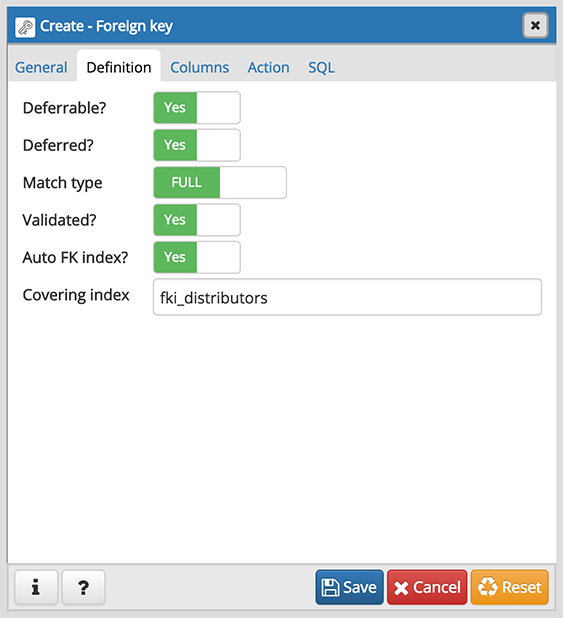 Create - Foreign key
General Definition Columns Action SQL
Deferrable? Yes
Deferred? Yes
Match type FULL
Validated? Yes
Auto FK index? Yes
Covering index fki_distributors
i ? Save Cancel Reset